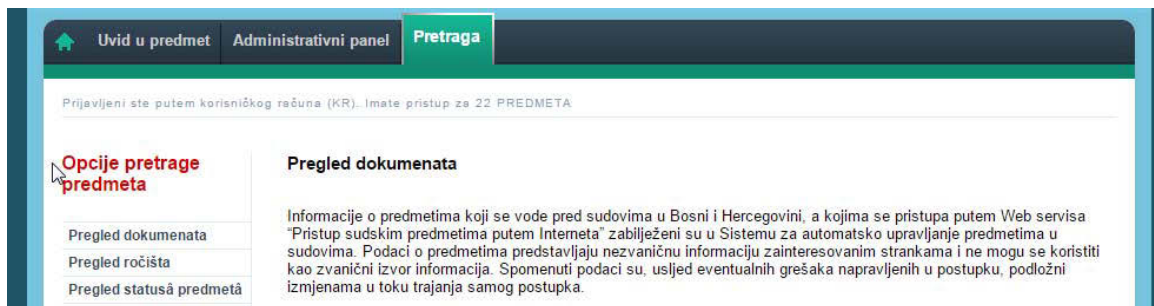 Uvid u predmet Administrativni panel Pretraga
Prijavljeni ste putem korisničkog računa (KR). Imate pristup za 22 PREDMETA
Opcije pretrage
predmeta
Pregled dokumenata
Pregled ročišta
Pregled statusâ predmetâ
Pregled dokumenata
Informacije o predmetima koji se vode pred sudovima u Bosni i Hercegovini, a kojima se pristupa putem Web servisa
“Pristup sudskim predmetima putem Interneta” zabilježeni su u Sistemu za automatsko upravljanje predmetima u
sudovima. Podaci o predmetima predstavljaju nezvaničnu informaciju zainteresovanim strankama i ne mogu se koristiti
kao zvanični izvor informacija. Spomenuti podaci su, usljed eventualnih grešaka napravljenih u postupku, podložni
izmjenama u toku trajanja samog postupka.